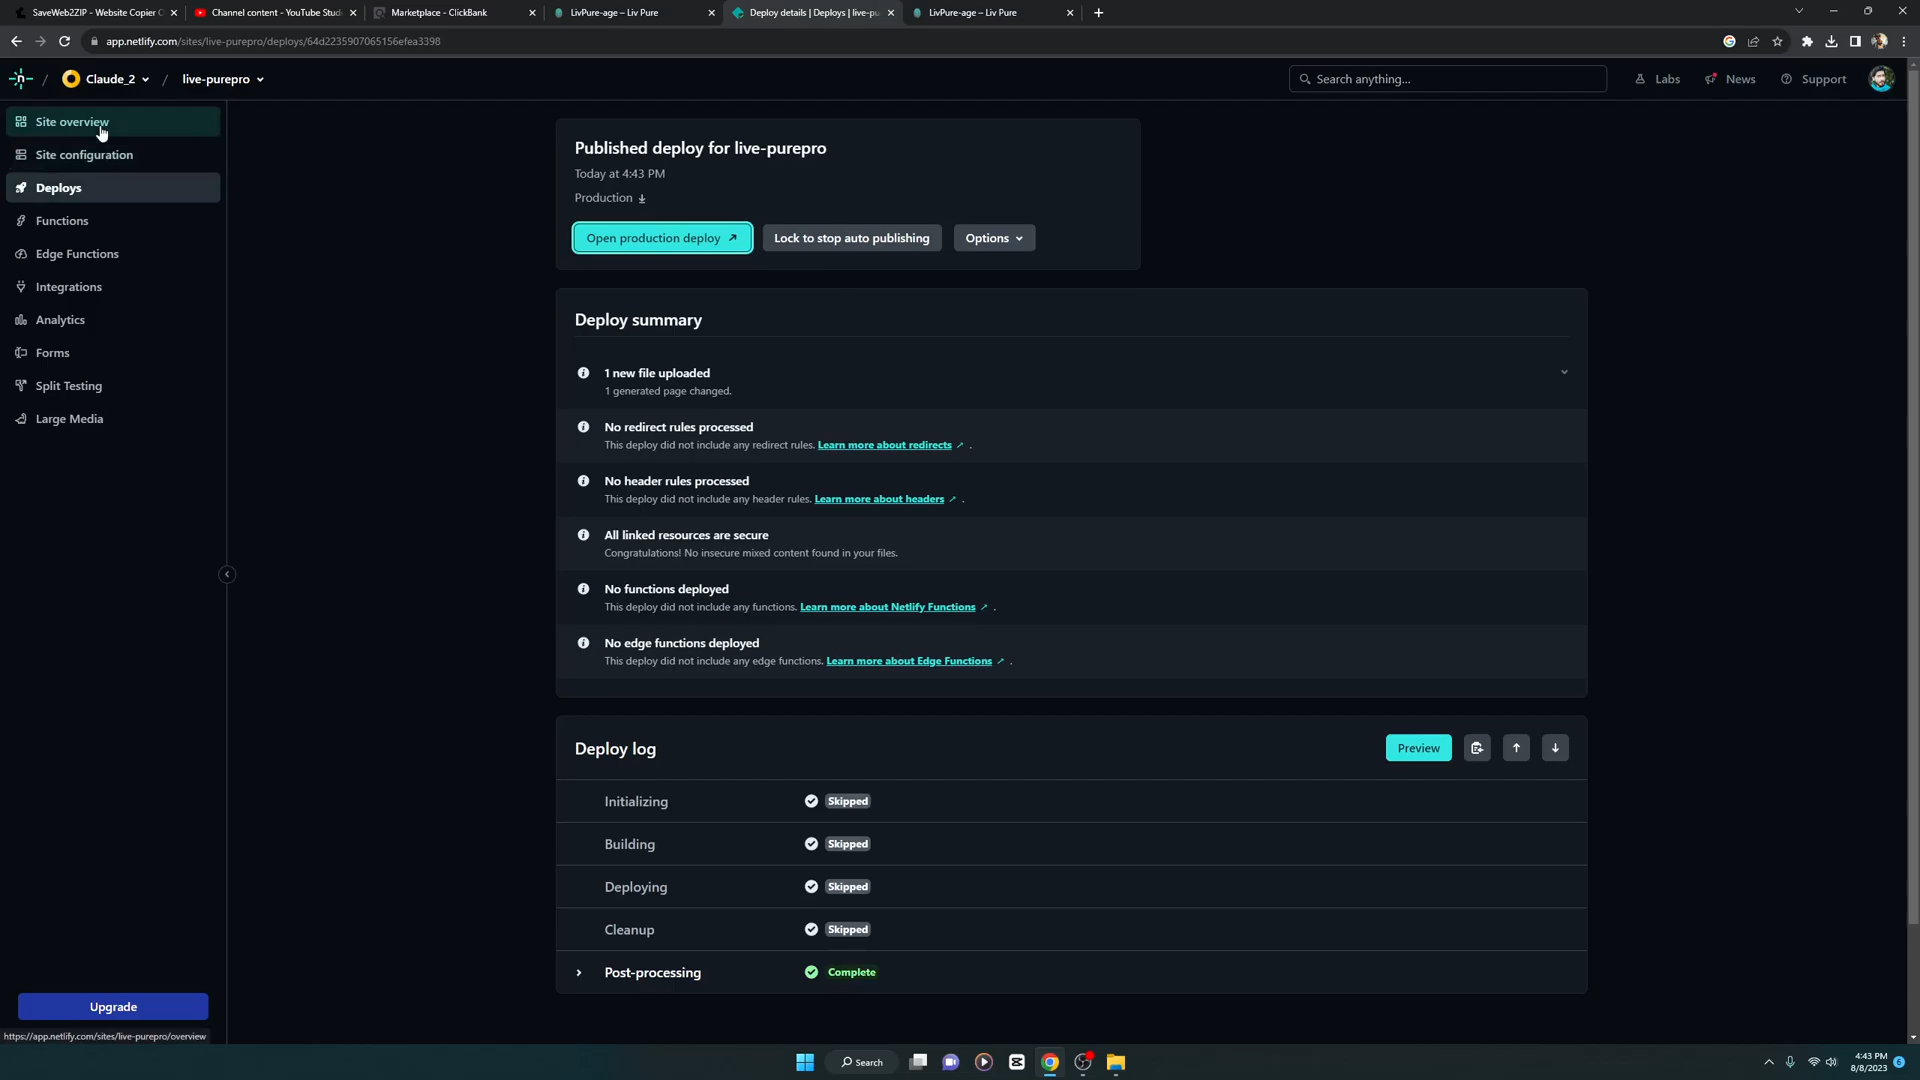 SaveWeb2ZIP - Website Copier C
Channel content - YouTube Stud
Marketplace - ClickBank
LivPure-age – Liv Pure
Deploy details | Deploys | live-pu
LivPure-age – Liv Pure
app.netlify.com/sites/live-purepro/deploys/64d2235907065156efea3398
/ Claude_2 / live-purepro
Search anything...
Labs
News
Support
Site overview
Site configuration
Deploys
Functions
Edge Functions
Integrations
Analytics
Forms
Split Testing
Large Media
Upgrade
https://app.netlify.com/sites/live-purepro/overview
Published deploy for live-purepro
Today at 4:43 PM
Production
Open production deploy
Lock to stop auto publishing
Options
Deploy summary
1 new file uploaded
1 generated page changed.
No redirect rules processed
This deploy did not include any redirect rules. Learn more about redirects .
No header rules processed
This deploy did not include any header rules. Learn more about headers .
All linked resources are secure
Congratulations! No insecure mixed content found in your files.
No functions deployed
This deploy did not include any functions. Learn more about Netlify Functions .
No edge functions deployed
This deploy did not include any edge functions. Learn more about Edge Functions .
Deploy log
Preview
Initializing Skipped
Building Skipped
Deploying Skipped
Cleanup Skipped
Post-processing Complete
Search
4:43 PM
8/8/2023
6